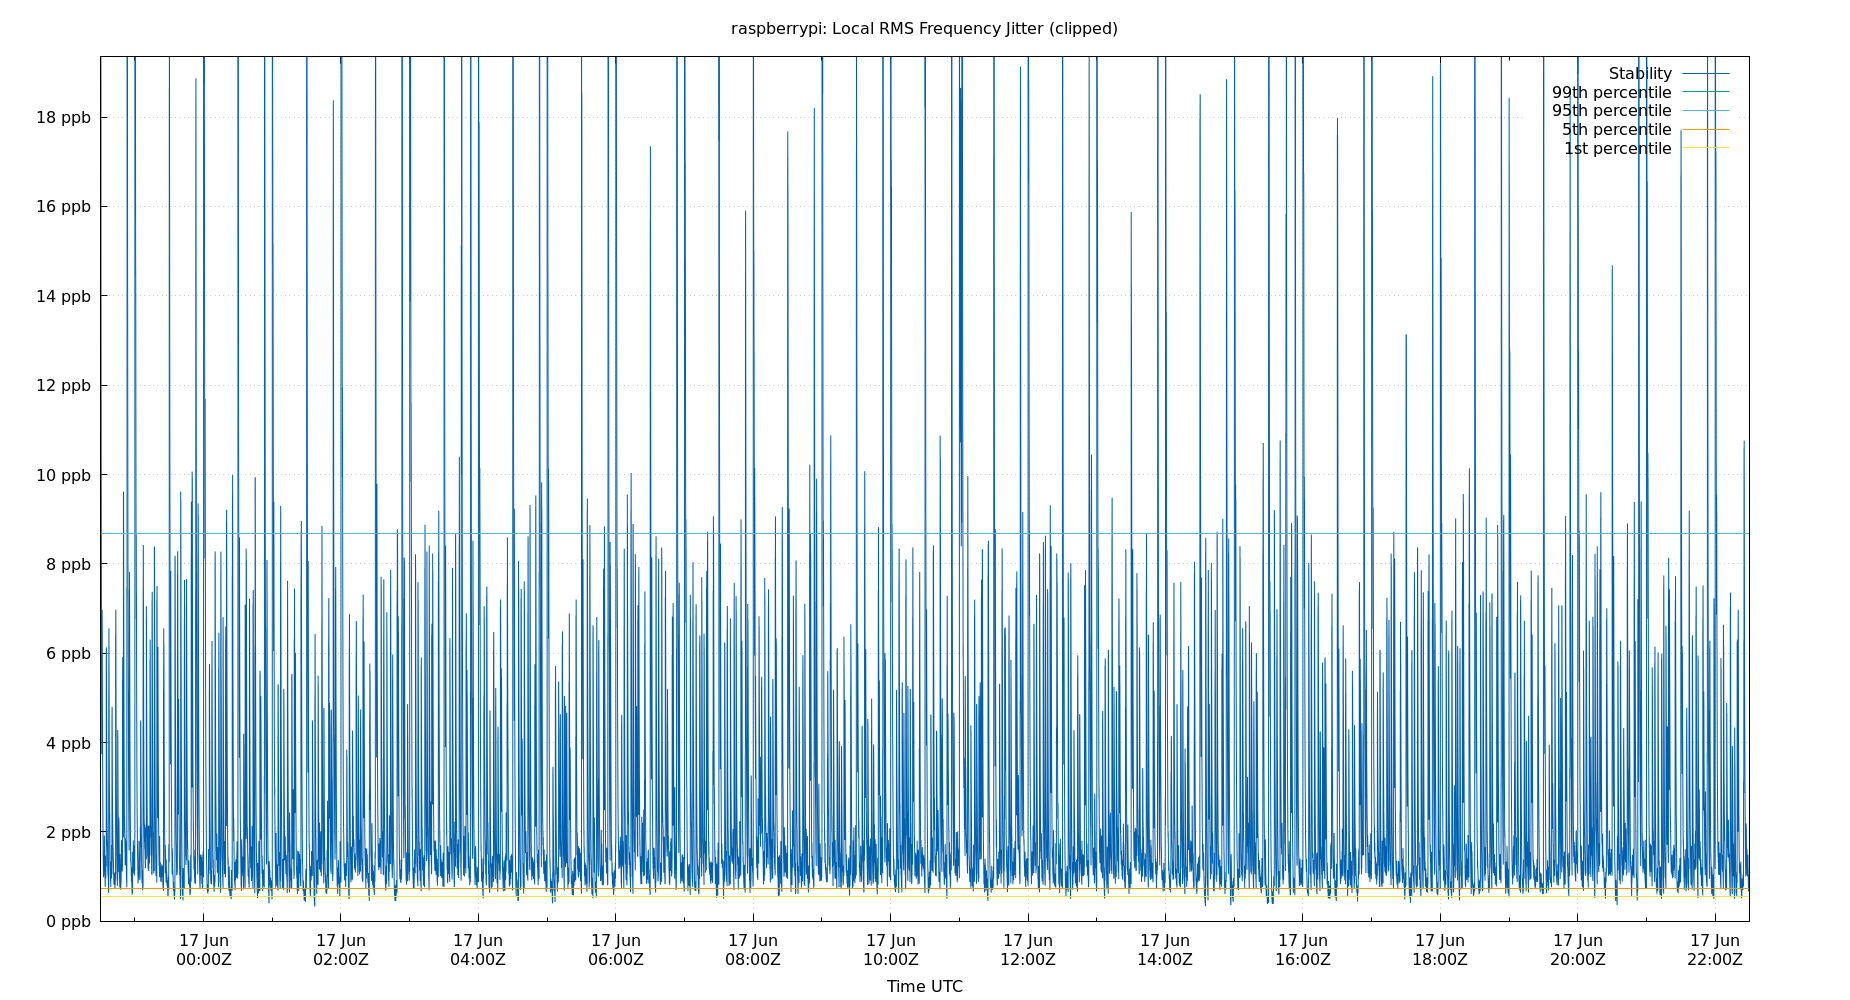 raspberrypi: Local RMS Frequency Jitter (clipped)
Stability
99th percentile
95th percentile
5th percentile
1st percentile
18 ppb
16 ppb
14 ppb
12 ppb
10 ppb
8 ppb
6 ppb
4 ppb
2 ppb
0 ppb
17 Jun 17 Jun 17 Jun 17 Jun 17 Jun 17 Jun 17 Jun 17 Jun 17 Jun 17 Jun 17 Jun 17 Jun
00:00Z 02:00Z 04:00Z 06:00Z 08:00Z 10:00Z 12:00Z 14:00Z 16:00Z 18:00Z 20:00Z 22:00Z
Time UTC